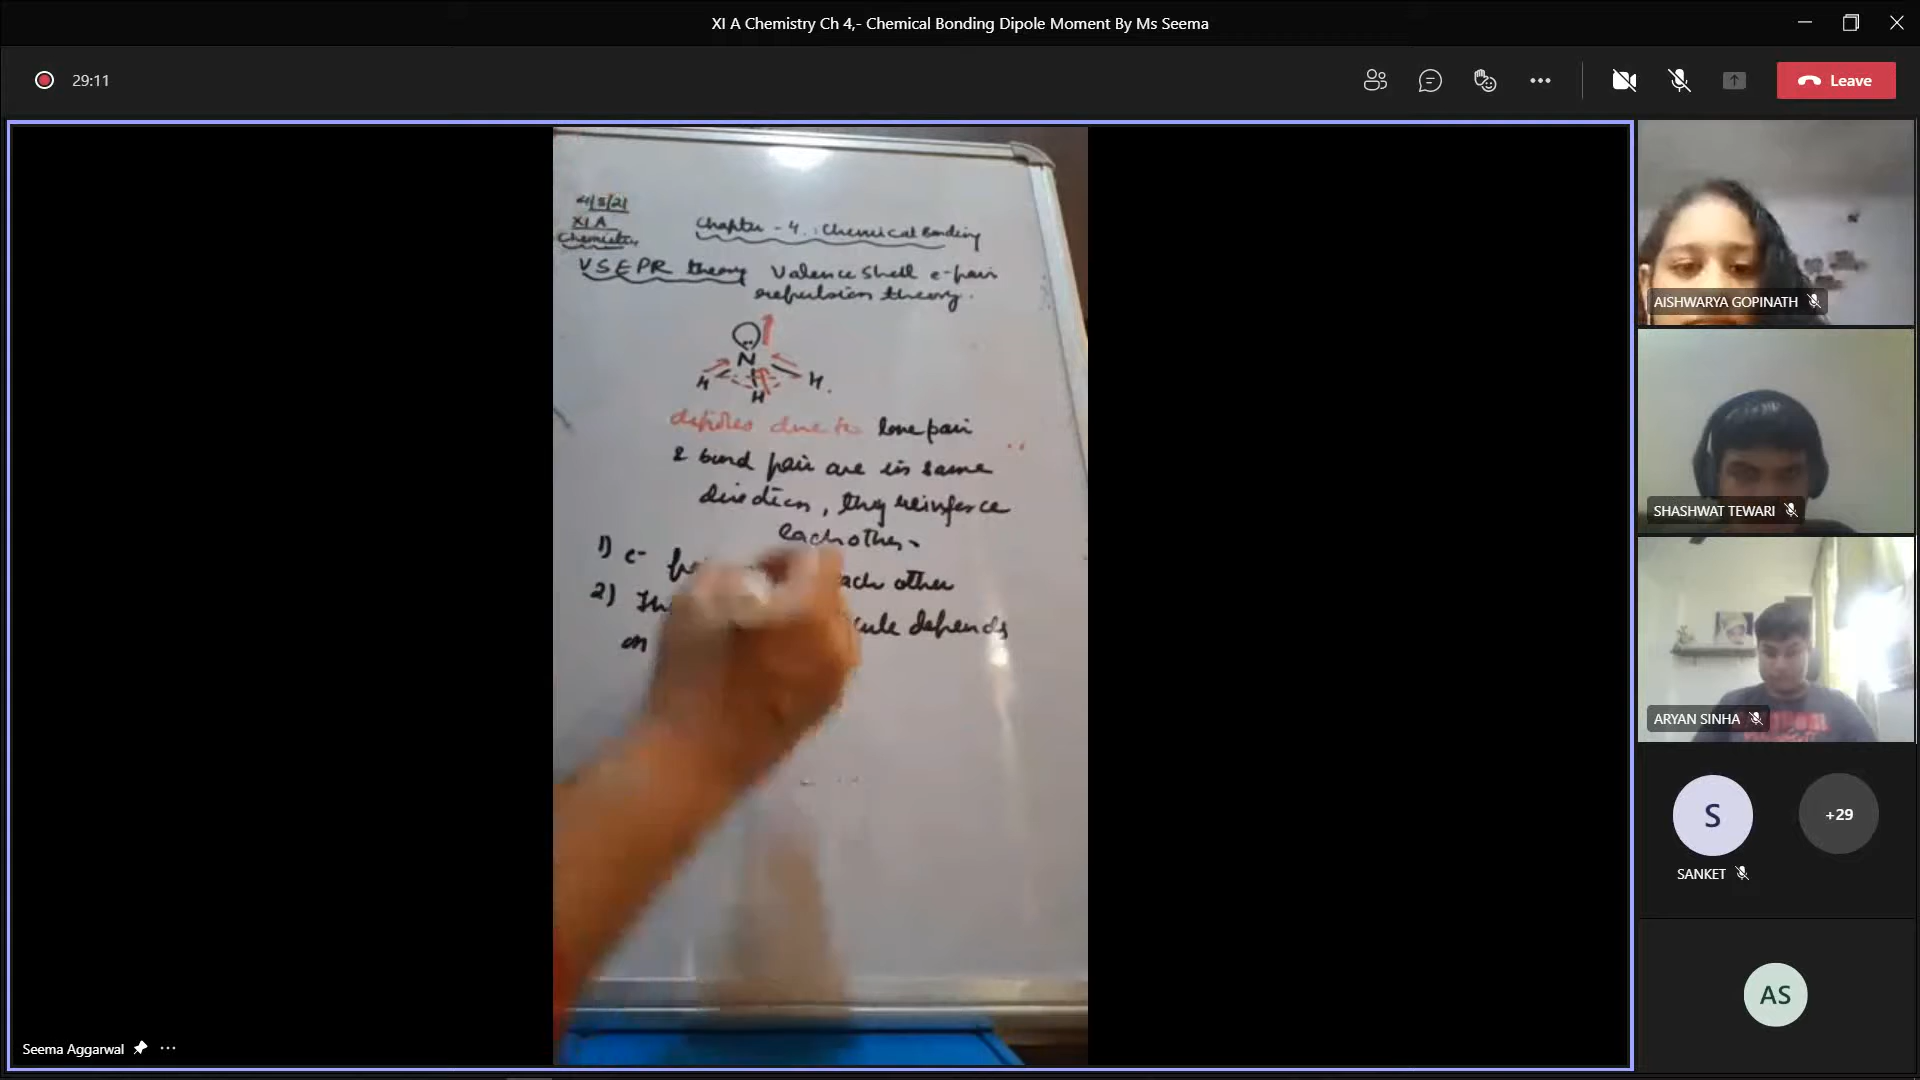 XI A Chemistry Ch 4,- Chemical Bonding Dipole Moment By Ms Seema
29:11
Leave
4/8/21
XI A
Chemistry
Chapter - 4. : Chemical Bonding
VSEPR theory Valence Shell e-pair
repulsion theory.
N
H H.
H
dipoles due to lone pair
& bond pair are in same
direction, they reinforce
each other.
1) e- each other
2) depends
on
AISHWARYA GOPINATH
SHASHWAT TEWARI
ARYAN SINHA
S
+29
SANKET
AS
Seema Aggarwal